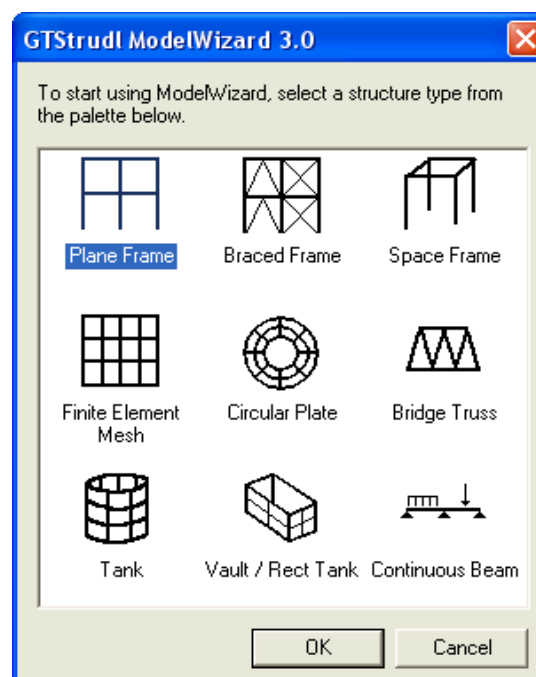 GTStrudl ModelWizard 3.0
To start using ModelWizard, select a structure type from
the palette below.
Plane Frame Braced Frame Space Frame
Finite Element Circular Plate Bridge Truss
Mesh
Tank Vault / Rect Tank Continuous Beam
OK Cancel